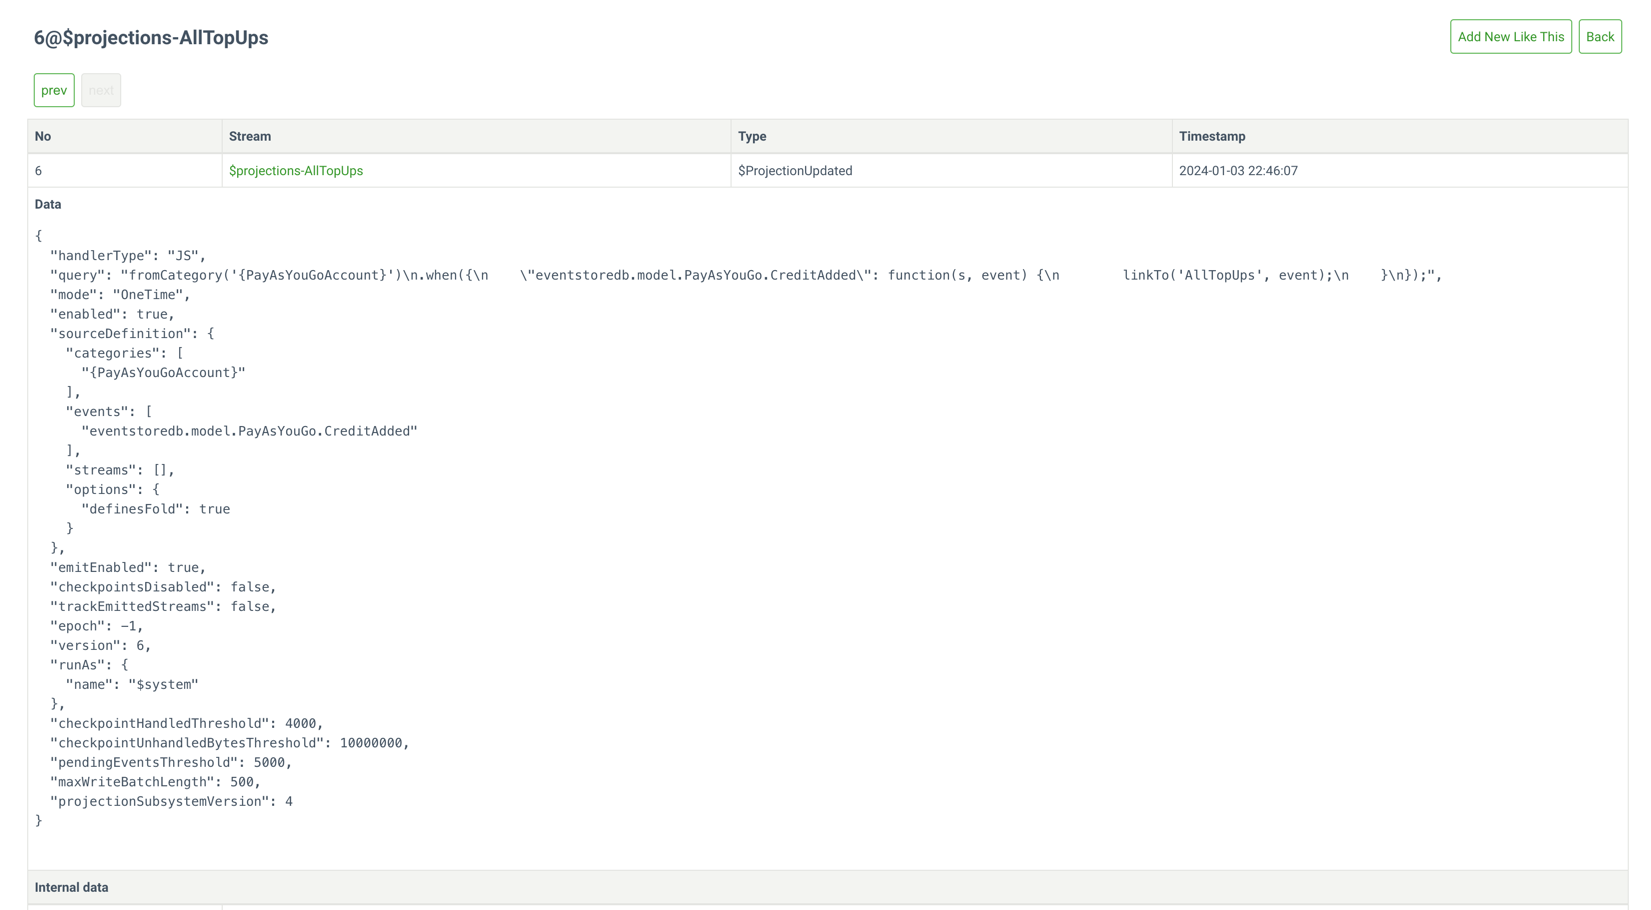 6@$projections-AllTopUps
Add New Like This
Back
prev
next
No Stream Type Timestamp
6 $projections-AllTopUps $ProjectionUpdated 2024-01-03 22:46:07
Data
{
  "handlerType": "JS",
  "query": "fromCategory('{PayAsYouGoAccount}')\n.when({\n    \"eventstoredb.model.PayAsYouGo.CreditAdded\": function(s, event) {\n        linkTo('AllTopUps', event);\n    }\n});",
  "mode": "OneTime",
  "enabled": true,
  "sourceDefinition": {
    "categories": [
      "{PayAsYouGoAccount}"
    ],
    "events": [
      "eventstoredb.model.PayAsYouGo.CreditAdded"
    ],
    "streams": [],
    "options": {
      "definesFold": true
    }
  },
  "emitEnabled": true,
  "checkpointsDisabled": false,
  "trackEmittedStreams": false,
  "epoch": -1,
  "version": 6,
  "runAs": {
    "name": "$system"
  },
  "checkpointHandledThreshold": 4000,
  "checkpointUnhandledBytesThreshold": 10000000,
  "pendingEventsThreshold": 5000,
  "maxWriteBatchLength": 500,
  "projectionSubsystemVersion": 4
}
Internal data